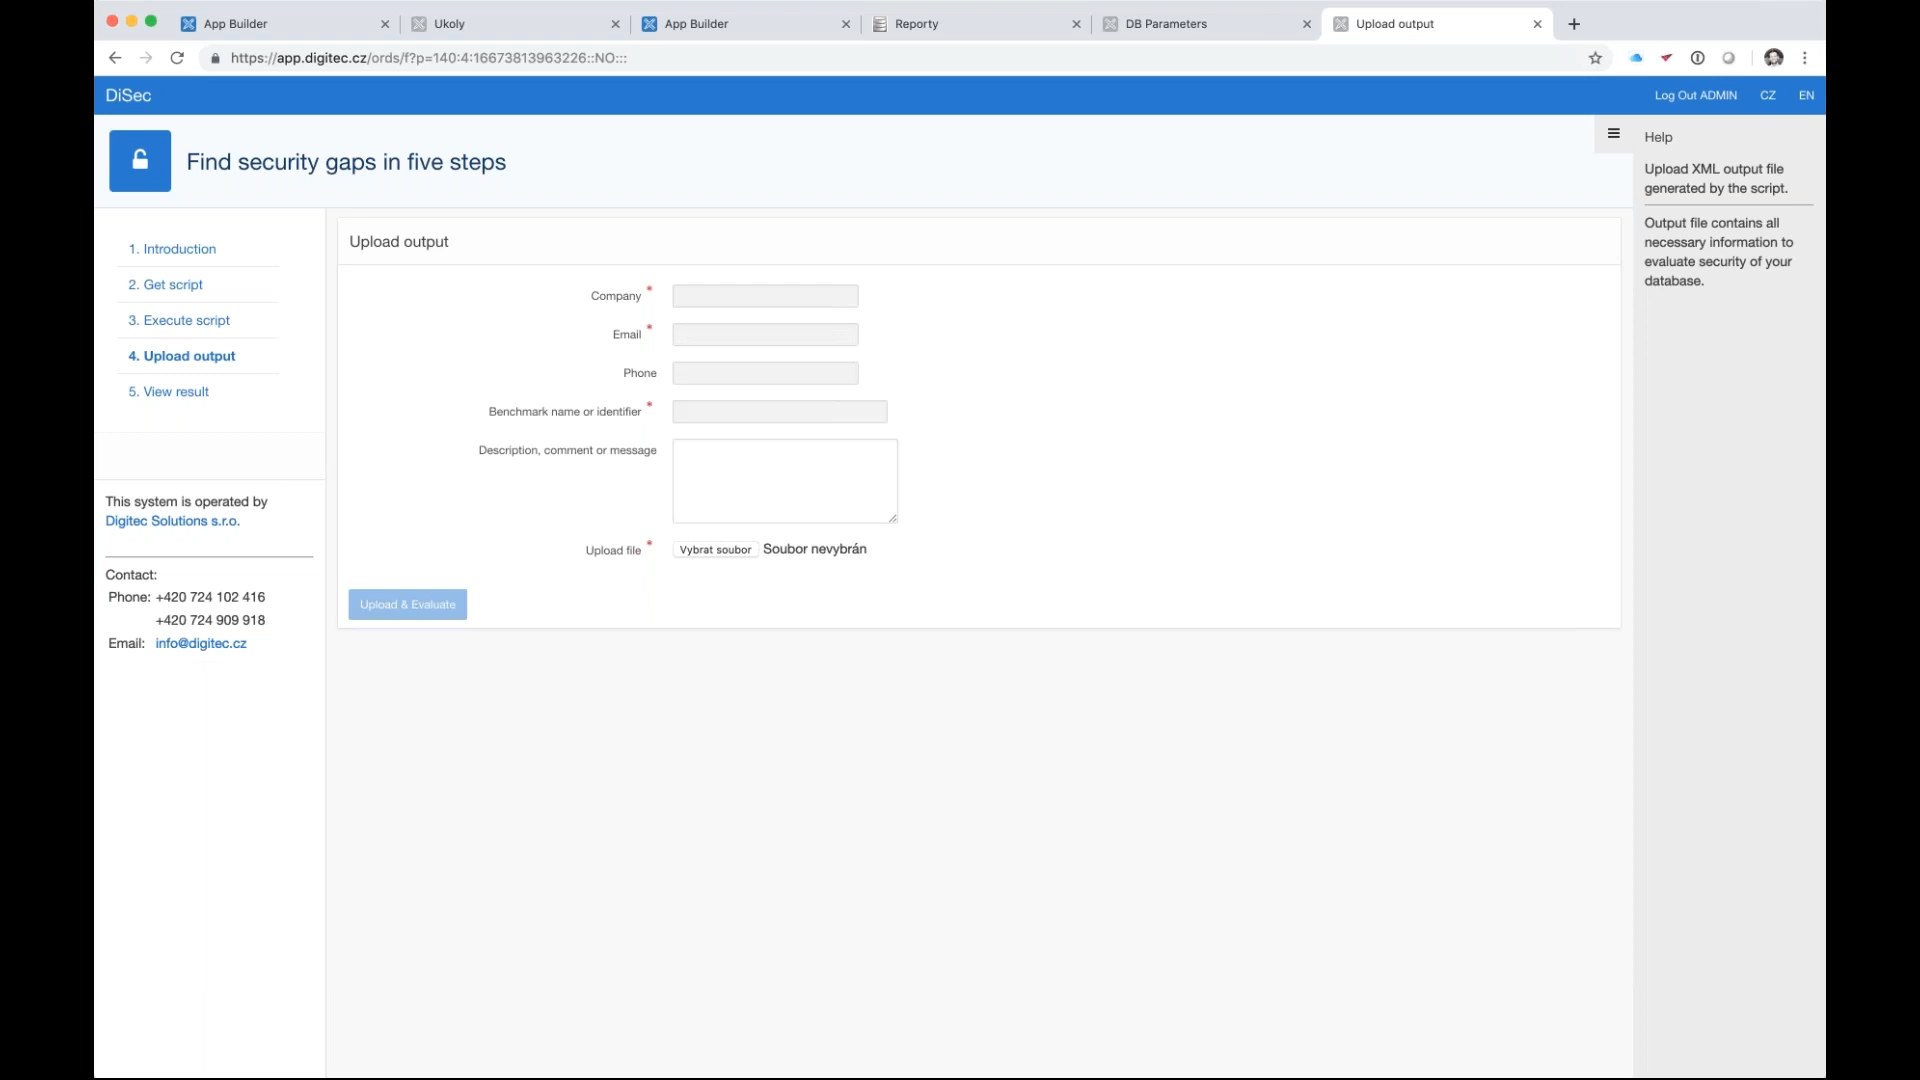 App Builder
Ukoly
App Builder
Reporty
DB Parameters
Upload output
https://app.digitec.cz/ords/f?p=140:4:16673813963226::NO:::
DiSec
Log Out ADMIN
CZ
EN
Find security gaps in five steps
Help
Upload XML output file
generated by the script.
Output file contains all
necessary information to
evaluate security of your
database.
1. Introduction
2. Get script
3. Execute script
4. Upload output
5. View result
This system is operated by
Digitec Solutions s.r.o.
Contact:
Phone: +420 724 102 416
+420 724 909 918
Email: info@digitec.cz
Upload output
Company *
Email *
Phone
Benchmark name or identifier *
Description, comment or message
Upload file * Vybrat soubor Soubor nevybrán
Upload & Evaluate